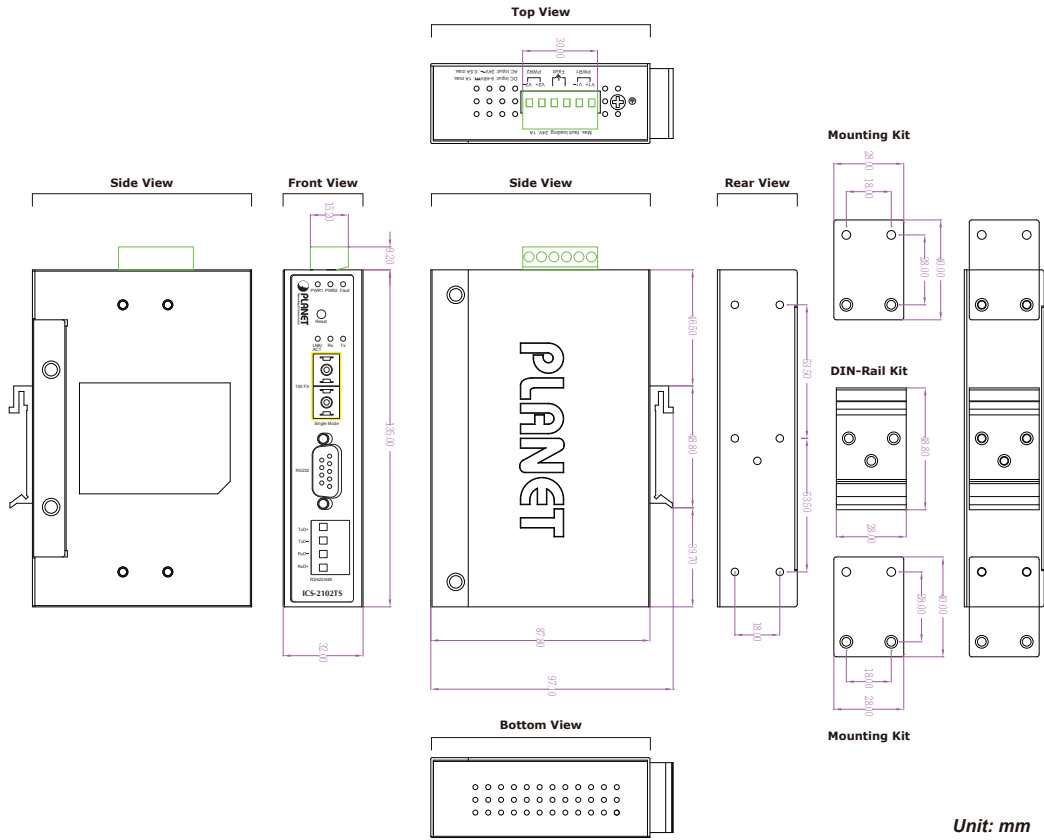 Top View
30.00
DC Input: 9-48V, 1A max.
AC Input: 24V~, 0.5A max.
PWR2
Fault
PWR1
V2- V2+
V1- V1+
Max. fault loading: 24V, 1A
Side View
Front View
Side View
Rear View
Mounting Kit
15.20
9.20
PLANET
PWR1 PWR2 Fault
Reset
LNK/
ACT
Rx
Tx
100 FX
Single Mode
RS232
TxD+
TxD-
RxD-
RxD+
RS422/485
ICS-2102TS
135.00
32.00
PLANET
46.50
48.80
39.70
87.80
53.50
53.50
18.00
28.00
18.00
28.00
40.00
DIN-Rail Kit
48.80
28.00
28.00
40.00
18.00
28.00
Mounting Kit
Bottom View
Unit: mm